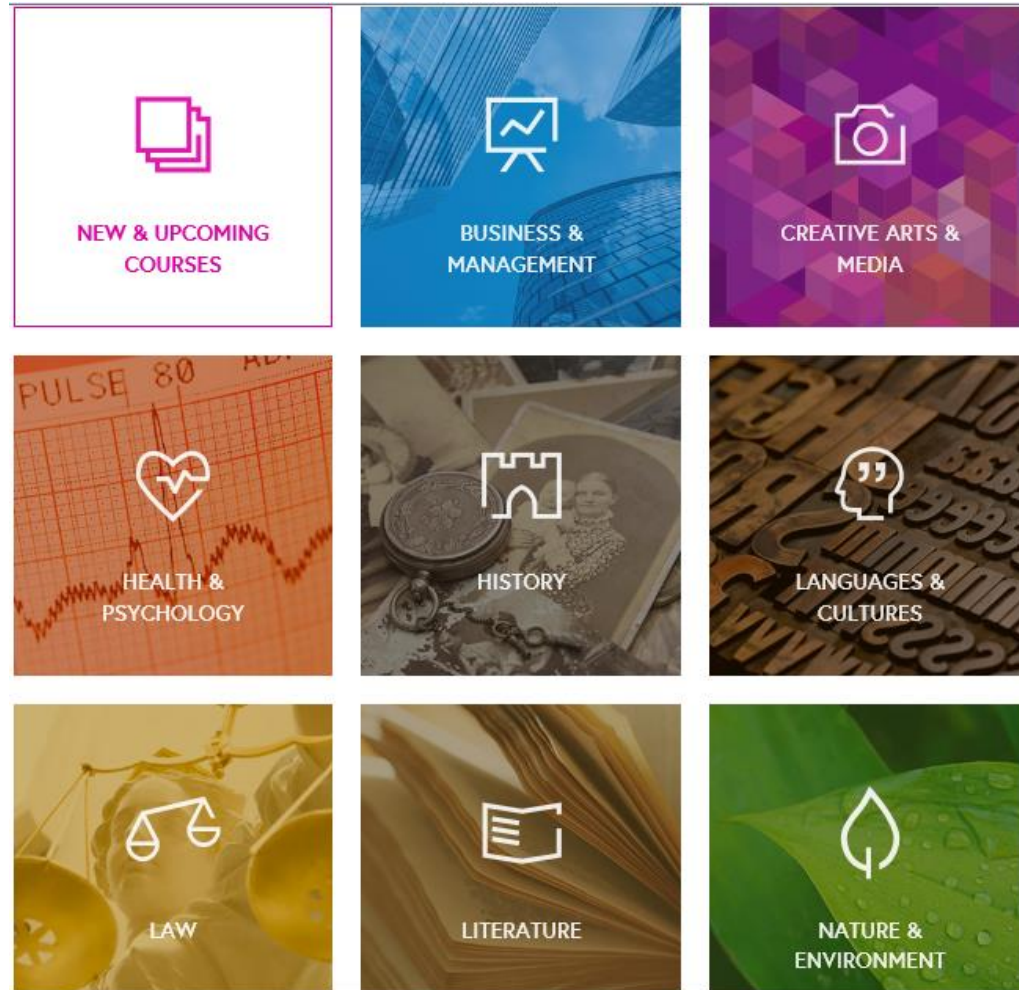 NEW & UPCOMING
COURSES
BUSINESS &
MANAGEMENT
CREATIVE ARTS &
MEDIA
PULSE 80
HEALTH &
PSYCHOLOGY
HISTORY
LANGUAGES &
CULTURES
LAW
LITERATURE
NATURE &
ENVIRONMENT